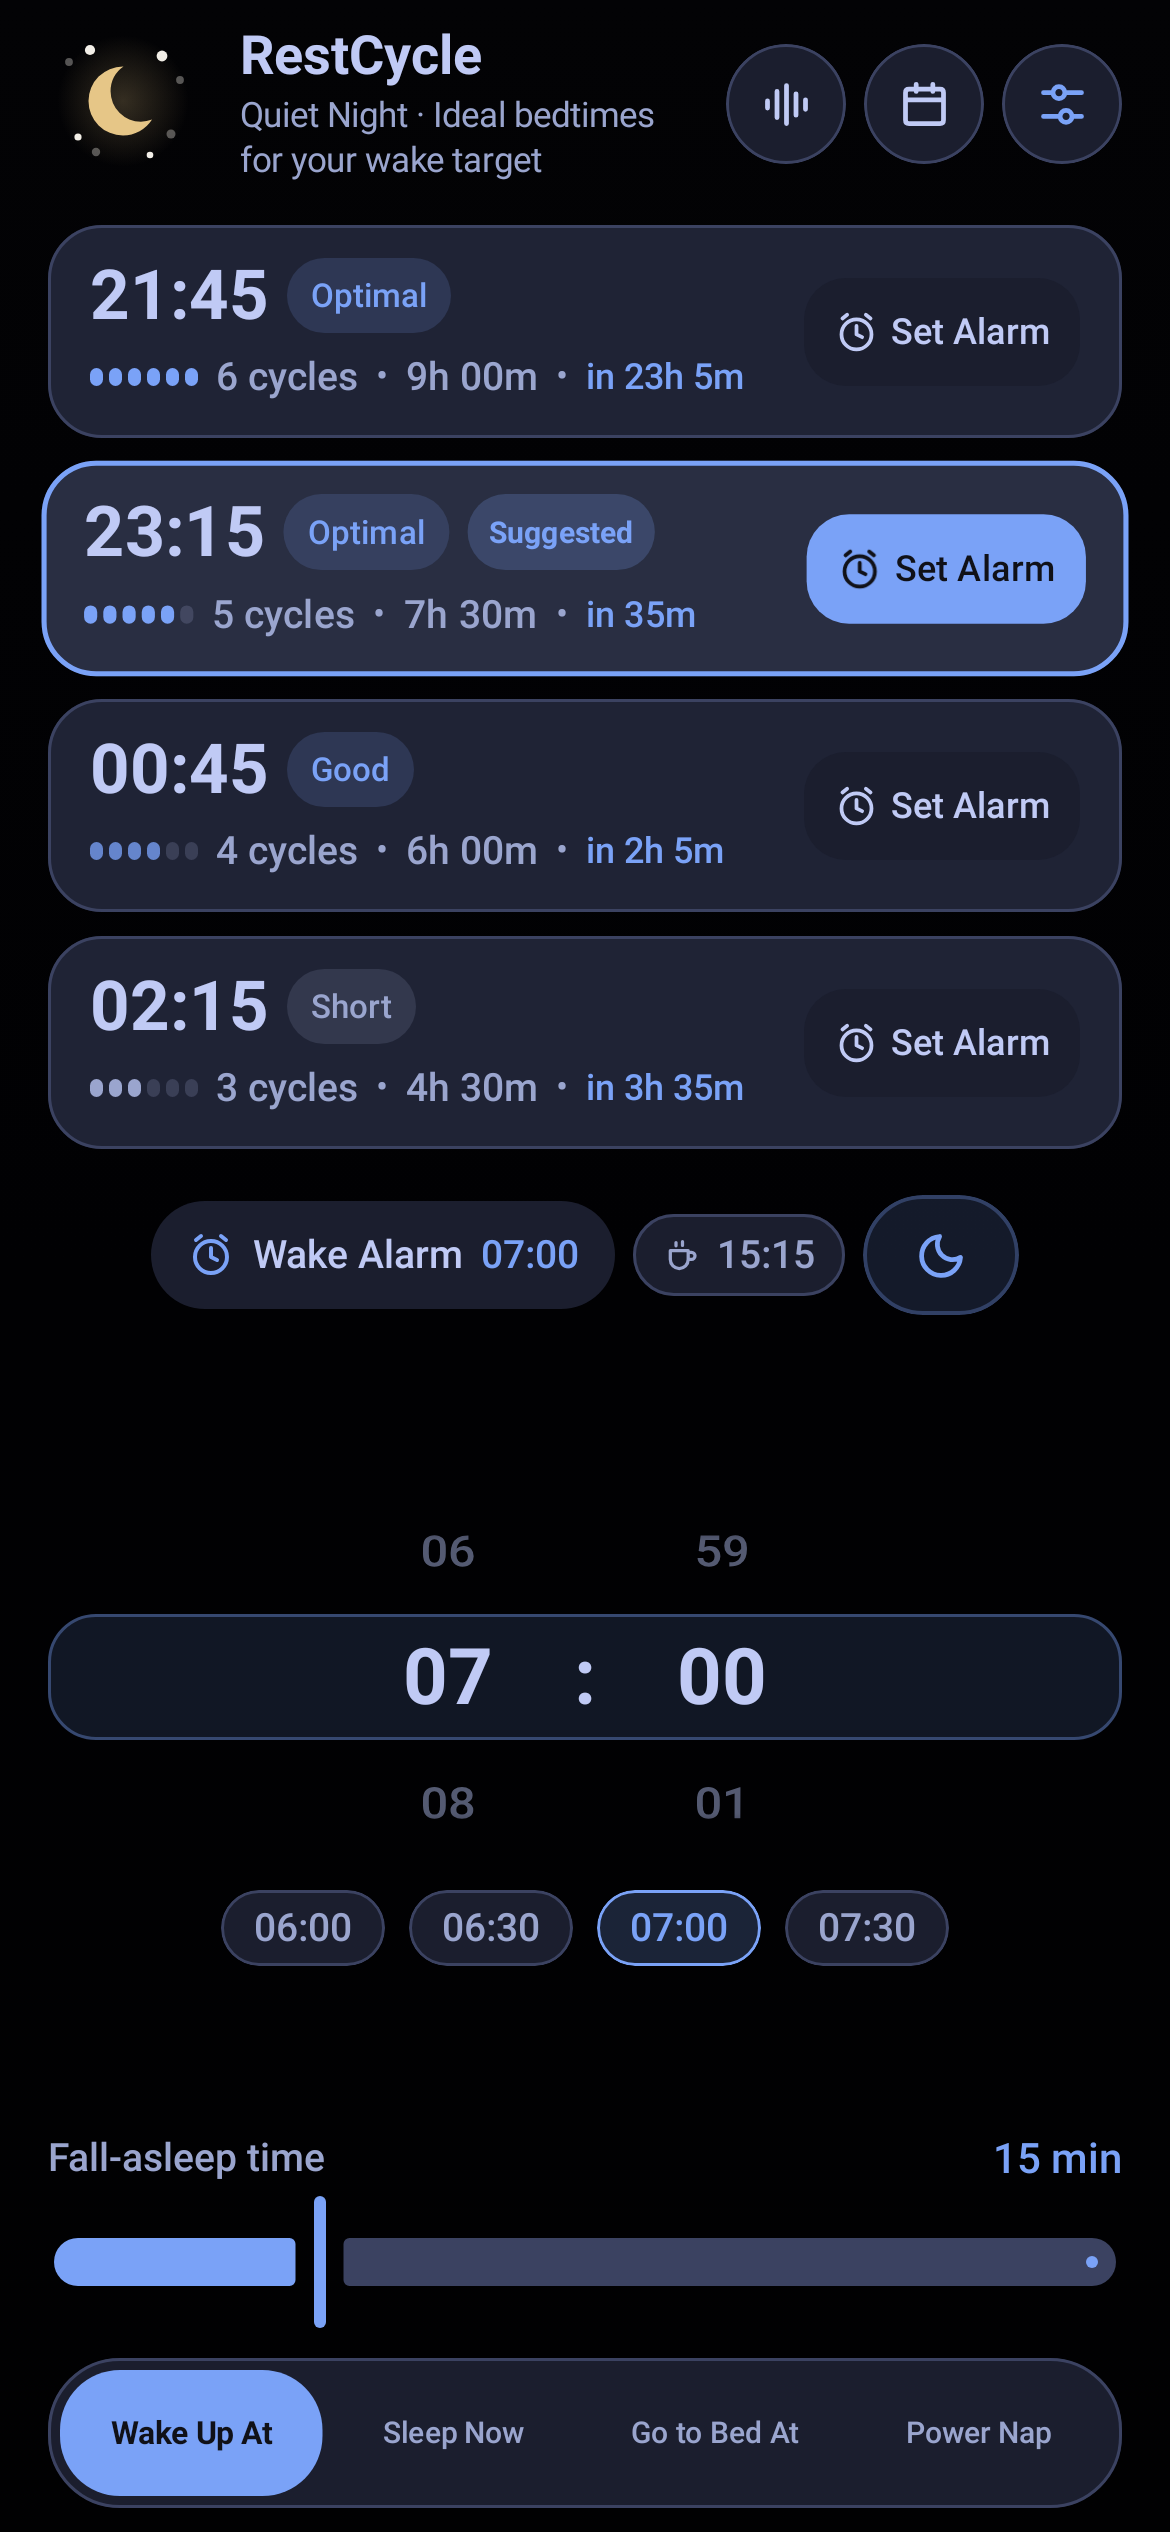 RestCycle
Quiet Night · Ideal bedtimes
for your wake target
21:45 Optimal
6 cycles • 9h 00m • in 23h 5m
Set Alarm
23:15 Optimal Suggested
5 cycles • 7h 30m • in 35m
Set Alarm
00:45 Good
4 cycles • 6h 00m • in 2h 5m
Set Alarm
02:15 Short
3 cycles • 4h 30m • in 3h 35m
Set Alarm
Wake Alarm 07:00 15:15
06 59
07 : 00
08 01
06:00 06:30 07:00 07:30
Fall-asleep time 15 min
Wake Up At Sleep Now Go to Bed At Power Nap